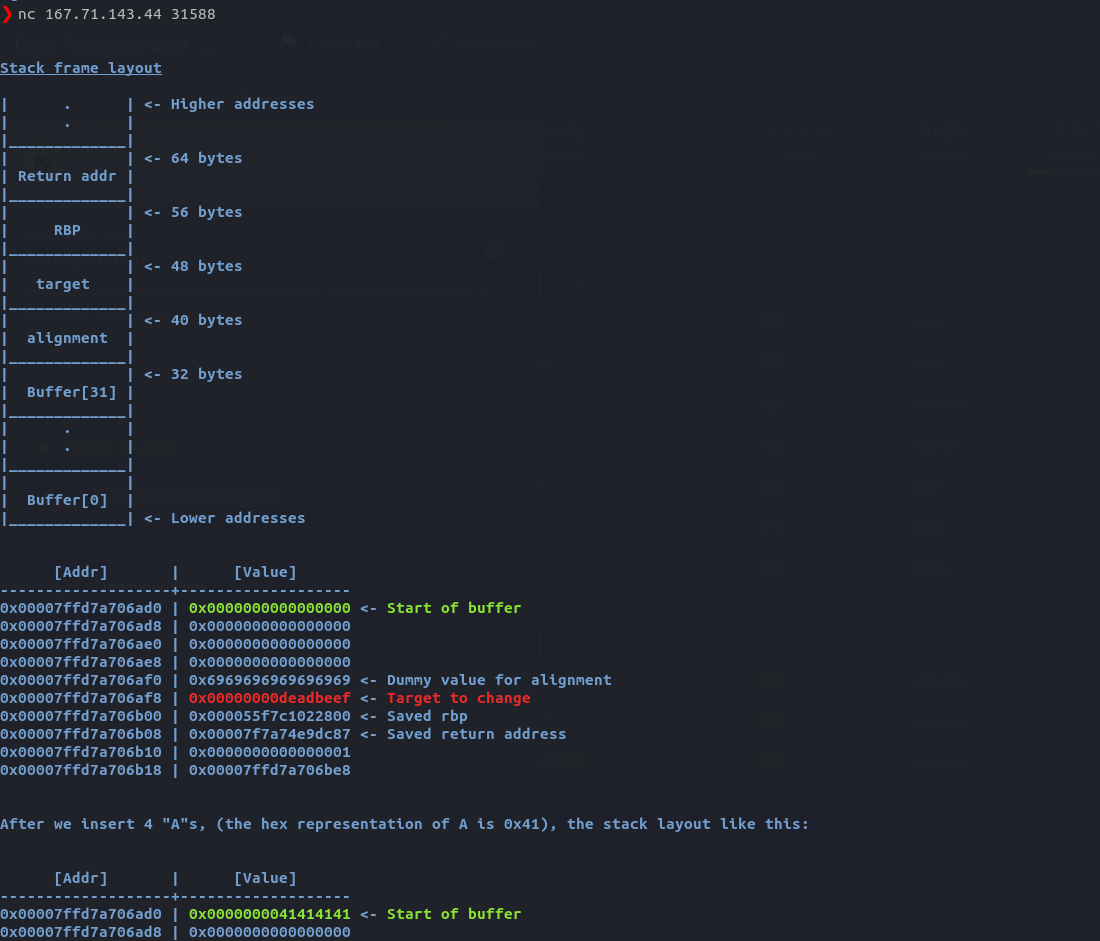 ❯ nc 167.71.143.44 31588
Stack frame layout
|      .      | <- Higher addresses
|      .      |
|_____________|
|             | <- 64 bytes
| Return addr |
|_____________|
|             | <- 56 bytes
|     RBP     |
|_____________|
|             | <- 48 bytes
|   target    |
|_____________|
|             | <- 40 bytes
|  alignment  |
|_____________|
|             | <- 32 bytes
|  Buffer[31] |
|_____________|
|      .      |
|      .      |
|_____________|
|             |
|  Buffer[0]  |
|_____________| <- Lower addresses
      [Addr]       |      [Value]
-------------------+-------------------
0x00007ffd7a706ad0 | 0x0000000000000000 <- Start of buffer
0x00007ffd7a706ad8 | 0x0000000000000000
0x00007ffd7a706ae0 | 0x0000000000000000
0x00007ffd7a706ae8 | 0x0000000000000000
0x00007ffd7a706af0 | 0x6969696969696969 <- Dummy value for alignment
0x00007ffd7a706af8 | 0x00000000deadbeef <- Target to change
0x00007ffd7a706b00 | 0x000055f7c1022800 <- Saved rbp
0x00007ffd7a706b08 | 0x00007f7a74e9dc87 <- Saved return address
0x00007ffd7a706b10 | 0x0000000000000001
0x00007ffd7a706b18 | 0x00007ffd7a706be8
After we insert 4 "A"s, (the hex representation of A is 0x41), the stack layout like this:
      [Addr]       |      [Value]
-------------------+-------------------
0x00007ffd7a706ad0 | 0x0000000041414141 <- Start of buffer
0x00007ffd7a706ad8 | 0x0000000000000000